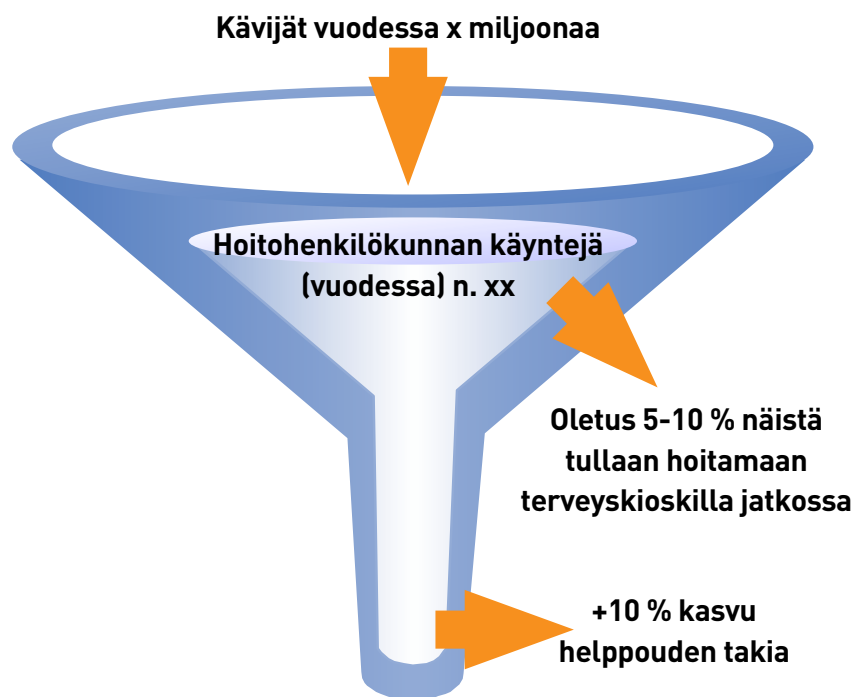 Kävijät vuodessa x miljoonaa
Hoitohenkilökunnan käyntejä
(vuodessa) n. xx
Oletus 5-10 % näistä
tullaan hoitamaan
terveyskioskilla jatkossa
+10 % kasvu
helppouden takia